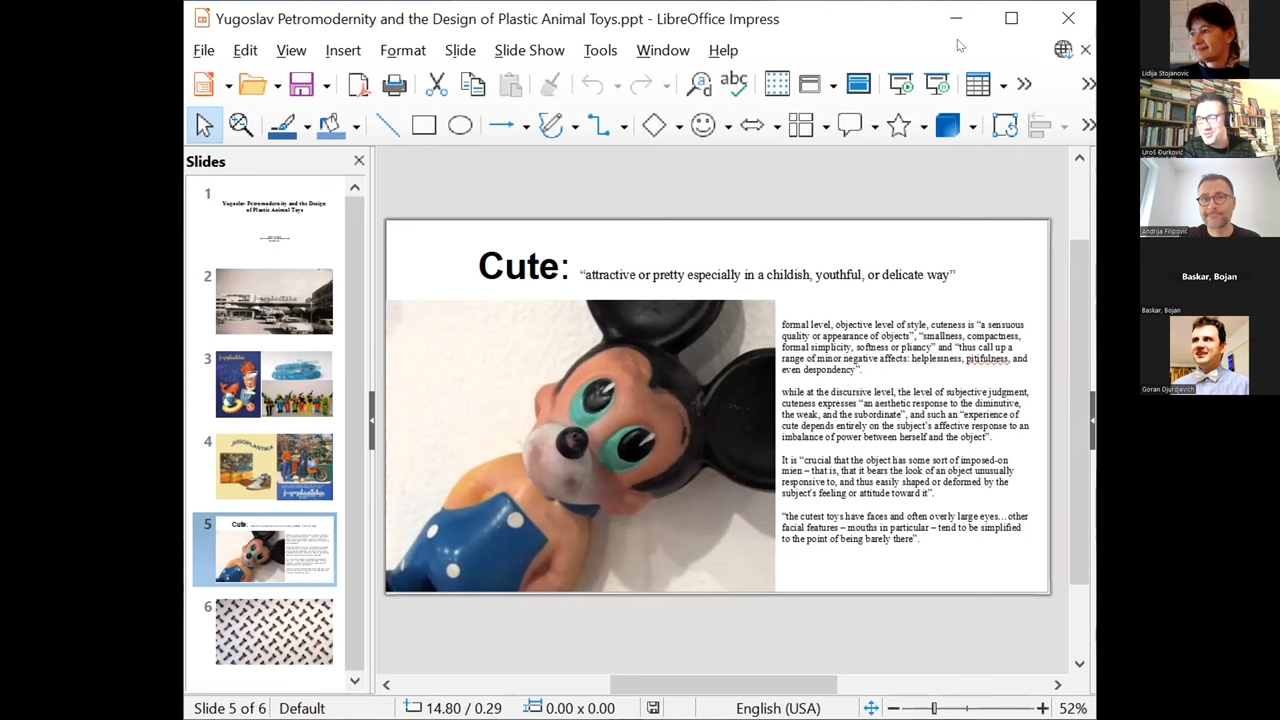 Yugoslav Petromodernity and the Design of Plastic Animal Toys.ppt - LibreOffice Impress
File Edit View Insert Format Slide Slide Show Tools Window Help
abc
Slides
1
Yugoslav Petromodernity and the Design
of Plastic Animal Toys
2
3
4
JUGOPLASTIKA
5
Cute:
6
Cute: “attractive or pretty especially in a childish, youthful, or delicate way”
formal level, objective level of style, cuteness is “a sensuous
quality or appearance of objects”, “smallness, compactness,
formal simplicity, softness or pliancy” and “thus call up a
range of minor negative affects: helplessness, pitifulness, and
even despondency”.
while at the discursive level, the level of subjective judgment,
cuteness expresses “an aesthetic response to the diminutive,
the weak, and the subordinate”, and such an “experience of
cute depends entirely on the subject’s affective response to an
imbalance of power between herself and the object”.
It is “crucial that the object has some sort of imposed-on
mien – that is, that it bears the look of an object unusually
responsive to, and thus easily shaped or deformed by the
subject’s feeling or attitude toward it”.
“the cutest toys have faces and often overly large eyes…other
facial features – mouths in particular – tend to be simplified
to the point of being barely there”.
Slide 5 of 6 Default 14.80 / 0.29 0.00 x 0.00 English (USA) 52%
Lidija Stojanovic
Uroš Đurković
Andrija Filipović
Baskar, Bojan
Baskar, Bojan
Goran Djurdjevich